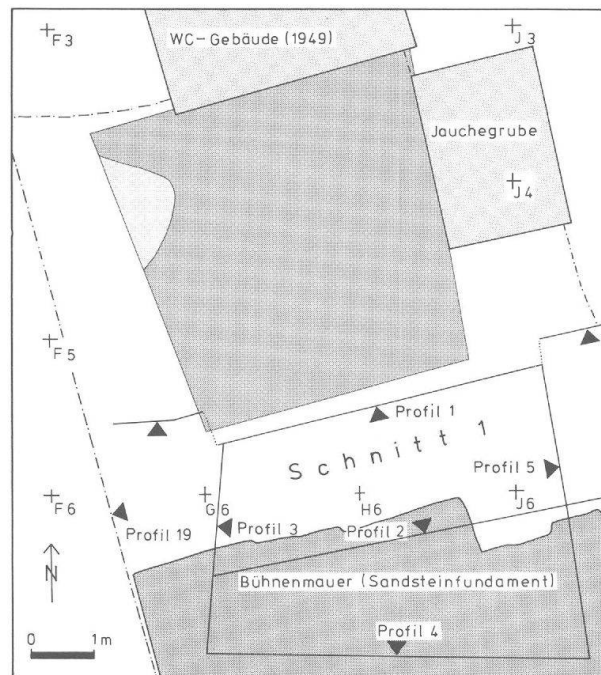 F3
WC-Gebäude (1949)
J3
Jauchegrube
J4
F5
Profil 1
Schnitt 1
Profil 5
F6
G6
H6
J6
Profil 19
Profil 3
Profil 2
N
Bühnenmauer (Sandsteinfundament)
Profil 4
0 1m